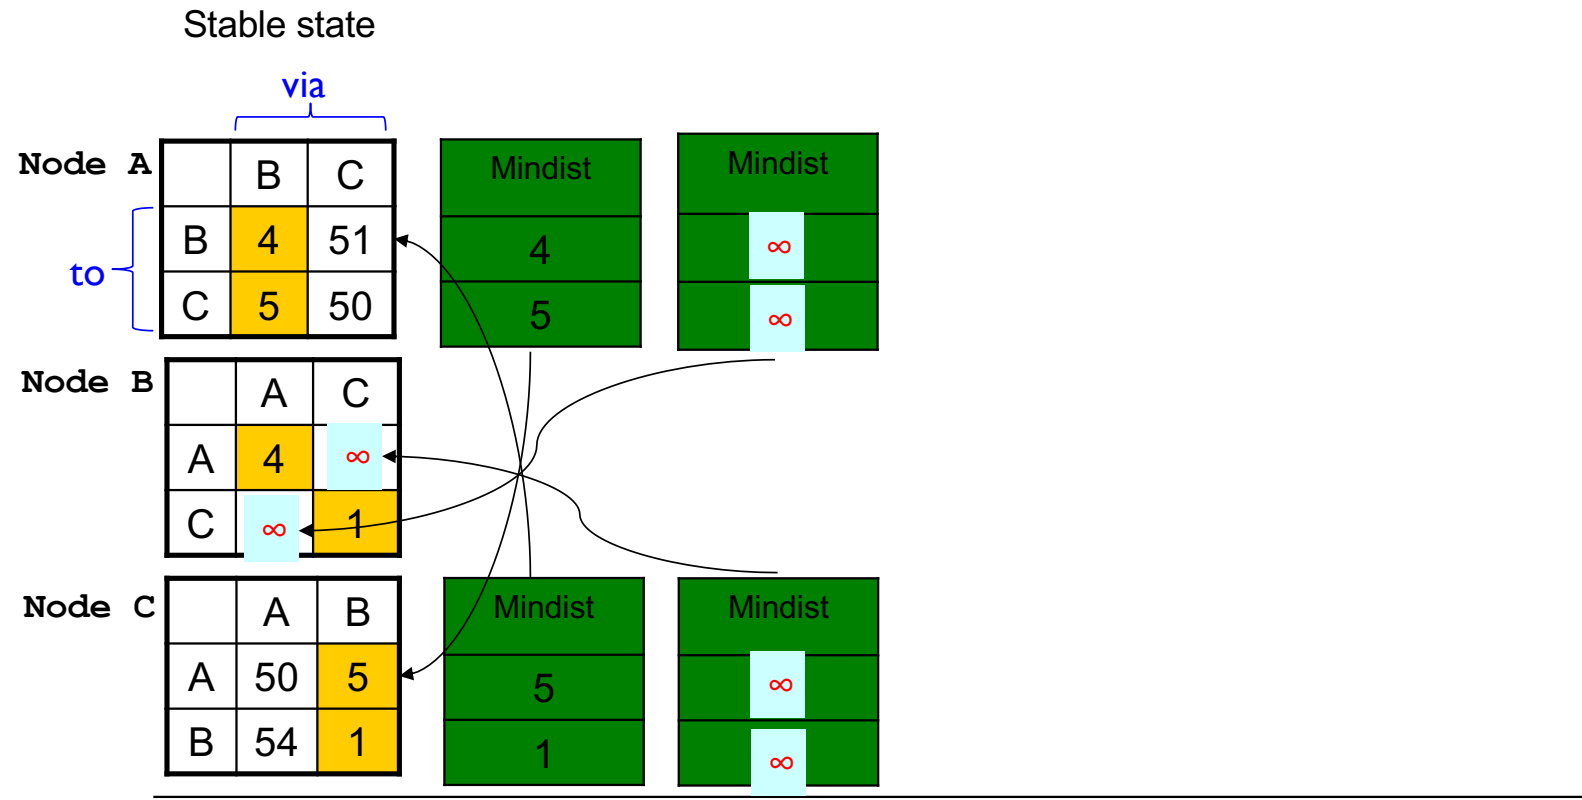 Stable state
via
Node A
B C
B 4 51
C 5 50
to
Mindist
4
5
Mindist
∞
∞
Node B
A C
A 4 ∞
C ∞ 1
Node C
A B
A 50 5
B 54 1
Mindist
5
1
Mindist
∞
∞